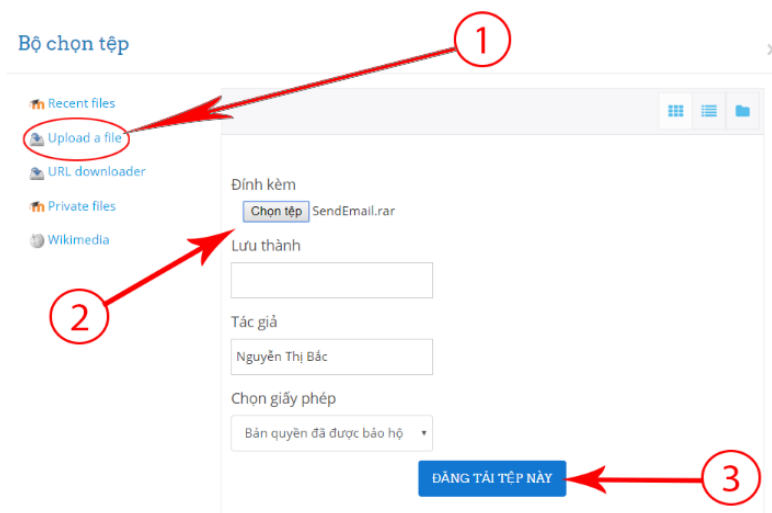 Bộ chọn tệp
1
Recent files
Upload a file
URL downloader
Private files
Wikimedia
Đính kèm
Chọn tệp SendEmail.rar
2
Lưu thành
Tác giả
Nguyễn Thị Bắc
Chọn giấy phép
Bản quyền đã được bảo hộ
ĐĂNG TẢI TỆP NÀY
3